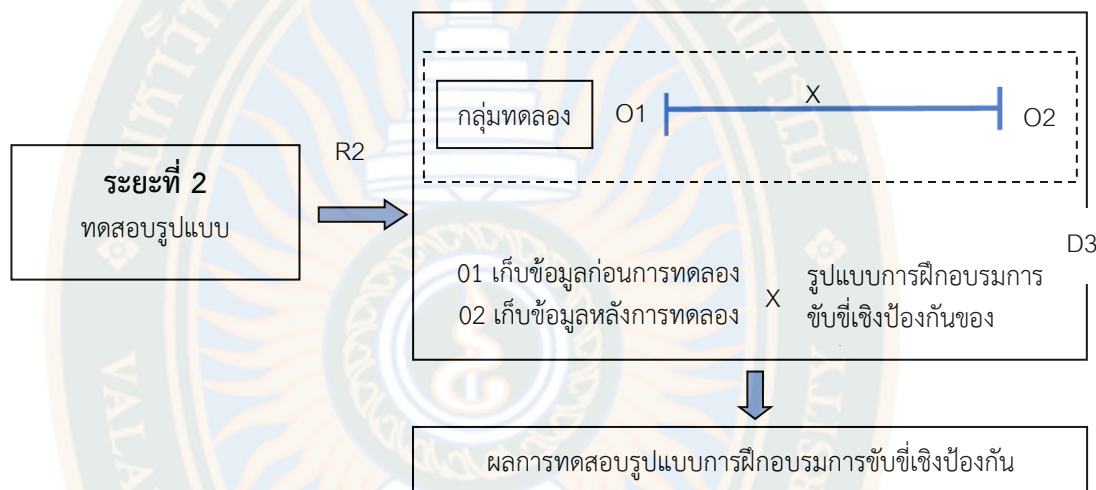 กลุ่มทดลอง O1 X O2
R2
ระยะที่ 2
ทดสอบรูปแบบ
D3
01 เก็บข้อมูลก่อนการทดลอง
02 เก็บข้อมูลหลังการทดลอง
X
รูปแบบการฝึกอบรมการ
ขับขี่เชิงป้องกันของ
ผลการทดสอบรูปแบบการฝึกอบรมการขับขี่เชิงป้องกัน